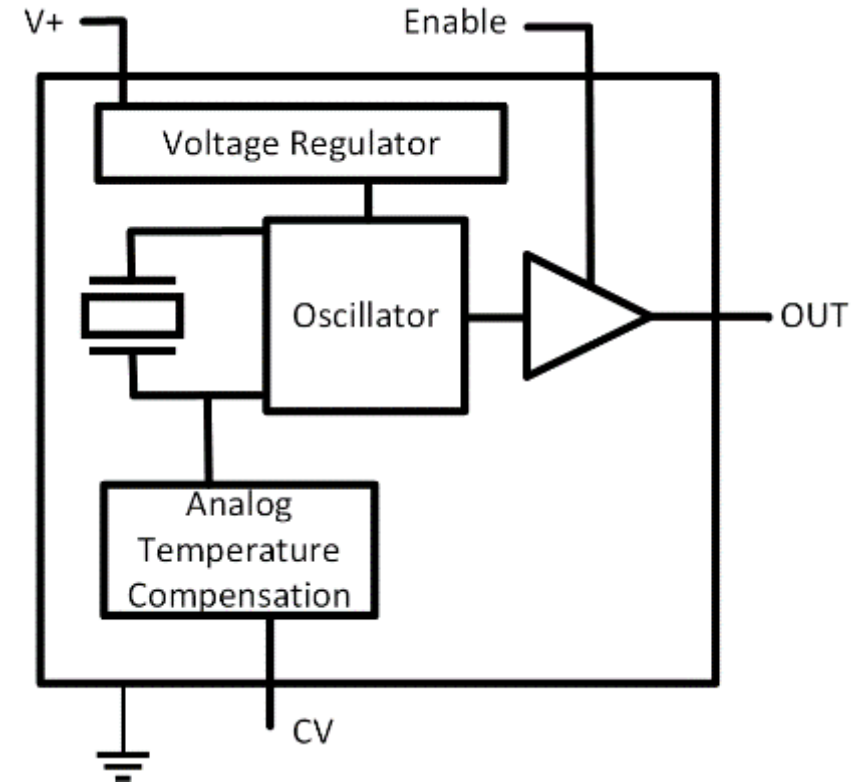 V+
Enable
Voltage Regulator
Oscillator
OUT
Analog
Temperature
Compensation
CV